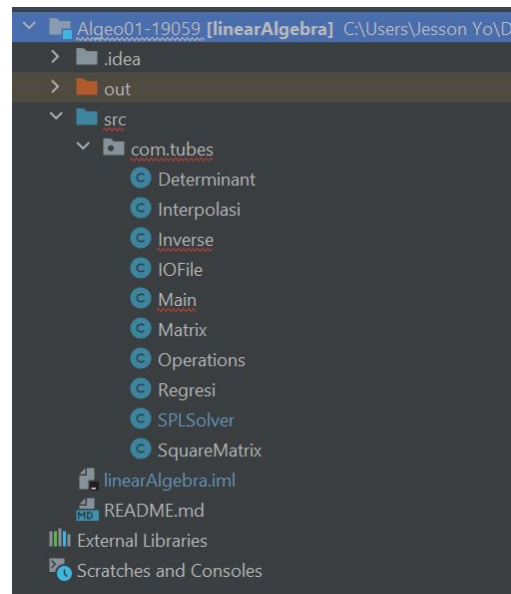 Algeo01-19059 [linearAlgebra] C:\Users\Jesson Yo\D
.idea
out
src
com.tubes
C Determinant
C Interpolasi
C Inverse
C IOFile
C Main
C Matrix
C Operations
C Regresi
C SPLSolver
C SquareMatrix
linearAlgebra.iml
MD README.md
External Libraries
Scratches and Consoles